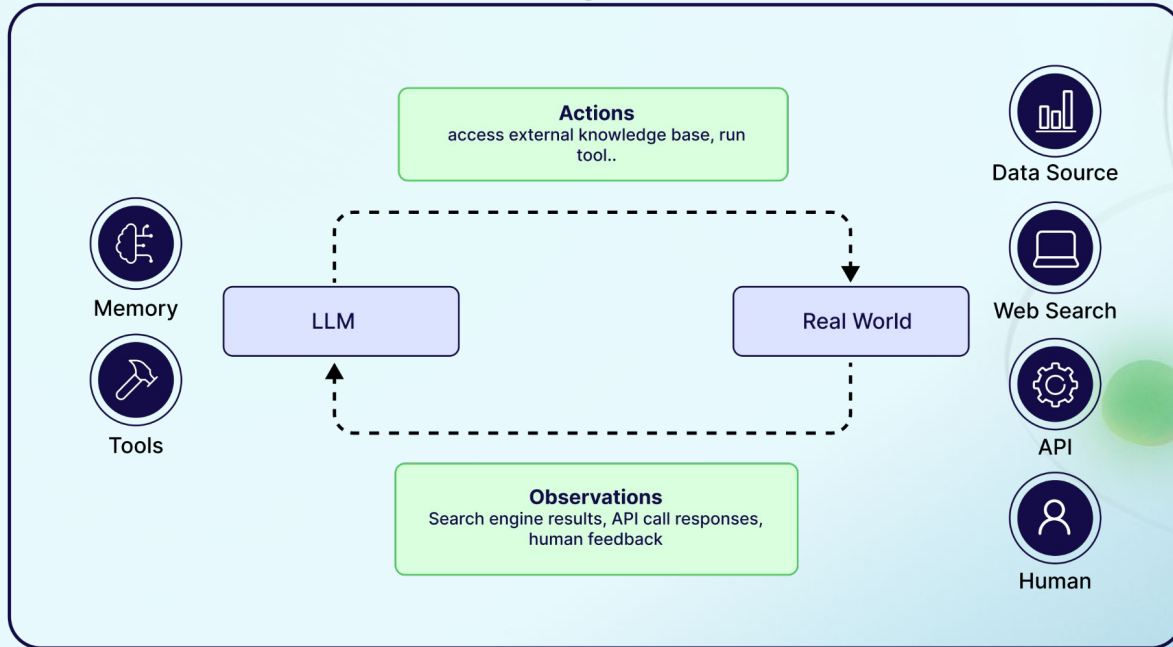 Actions
access external knowledge base, run
tool..
Data Source
Memory
LLM
Real World
Web Search
Tools
API
Observations
Search engine results, API call responses,
human feedback
Human